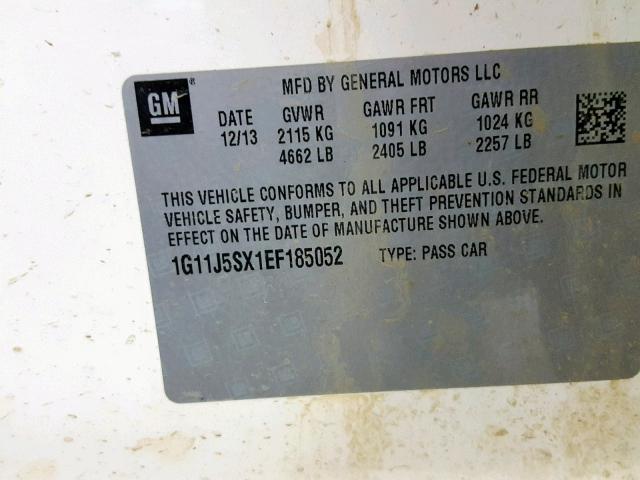 GM ®
MFD BY GENERAL MOTORS LLC
DATE GVWR GAWR FRT GAWR RR
12/13 2115 KG 1091 KG 1024 KG
4662 LB 2405 LB 2257 LB
THIS VEHICLE CONFORMS TO ALL APPLICABLE U.S. FEDERAL MOTOR
VEHICLE SAFETY, BUMPER, AND THEFT PREVENTION STANDARDS IN
EFFECT ON THE DATE OF MANUFACTURE SHOWN ABOVE.
1G11J5SX1EF185052 TYPE: PASS CAR